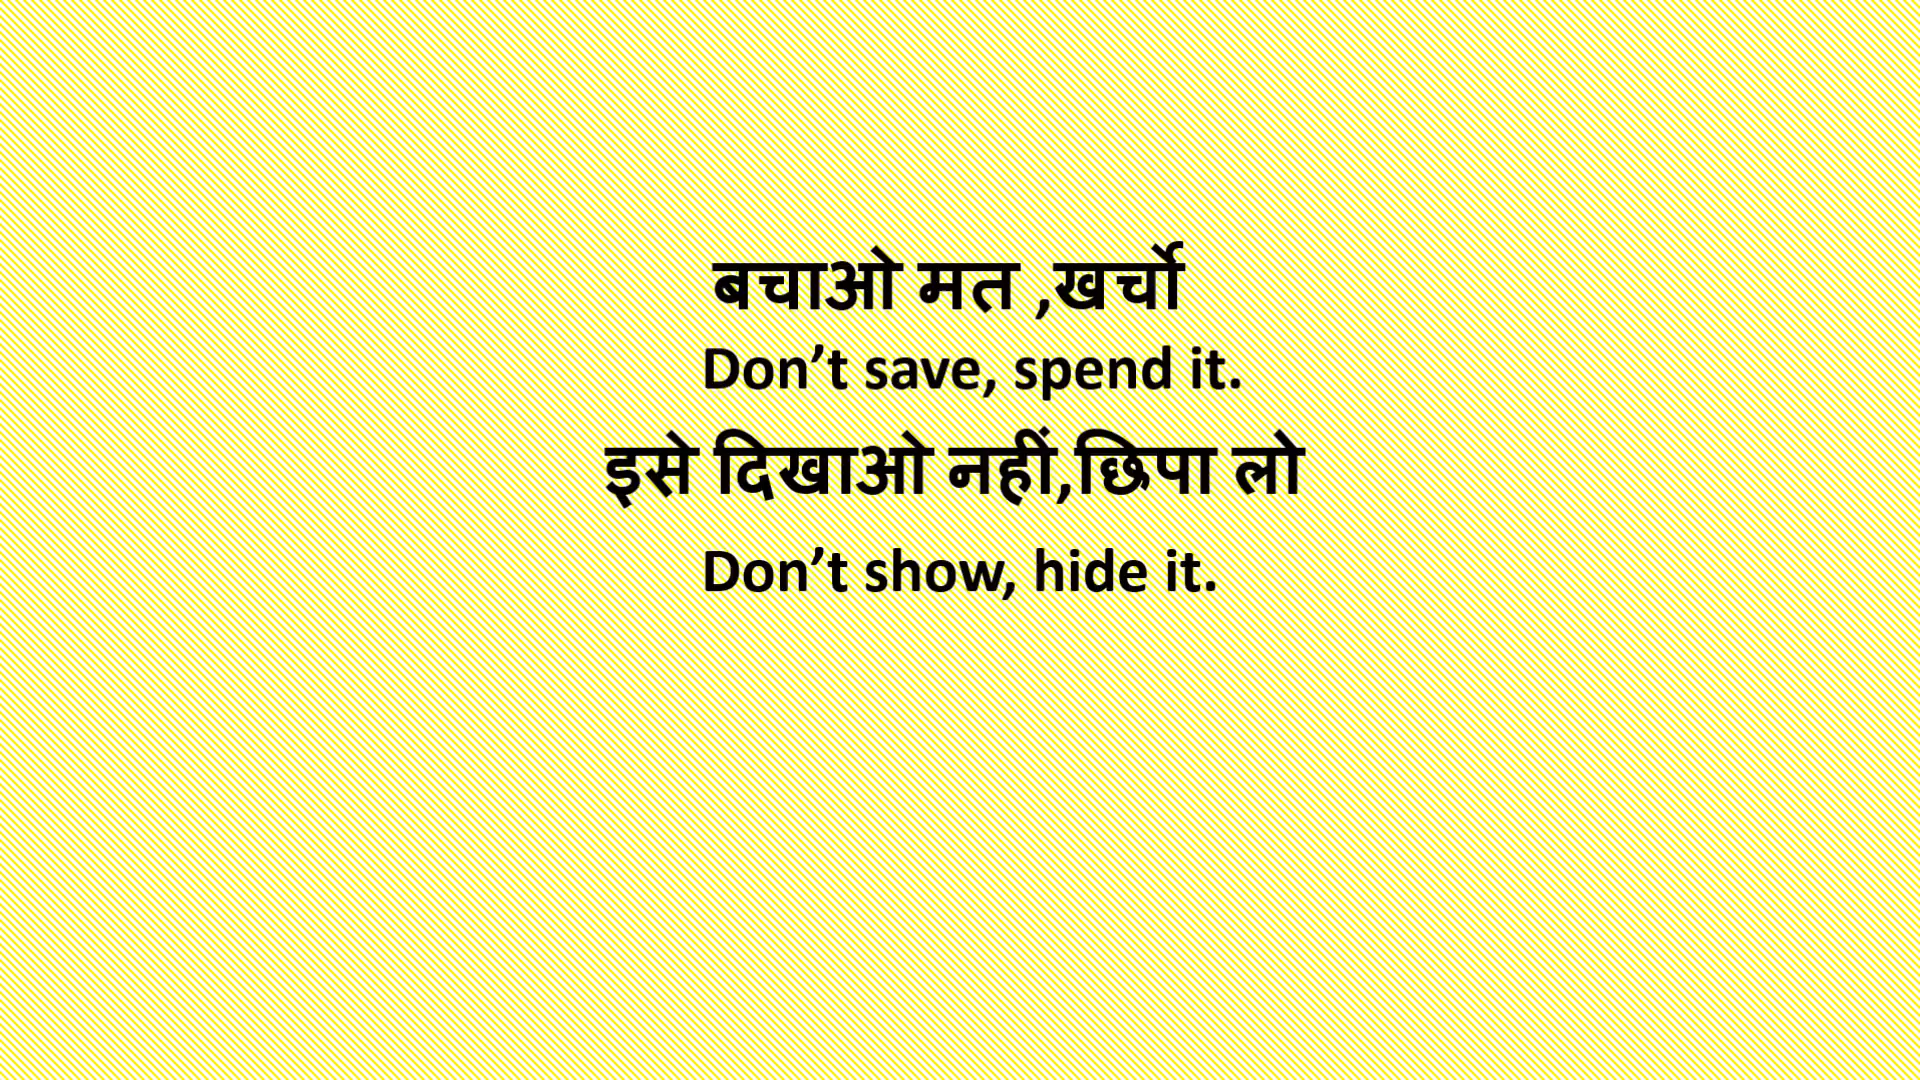 बचाओ मत ,खर्चो
Don’t save, spend it.
इसे दिखाओ नहीं,छिपा लो
Don’t show, hide it.